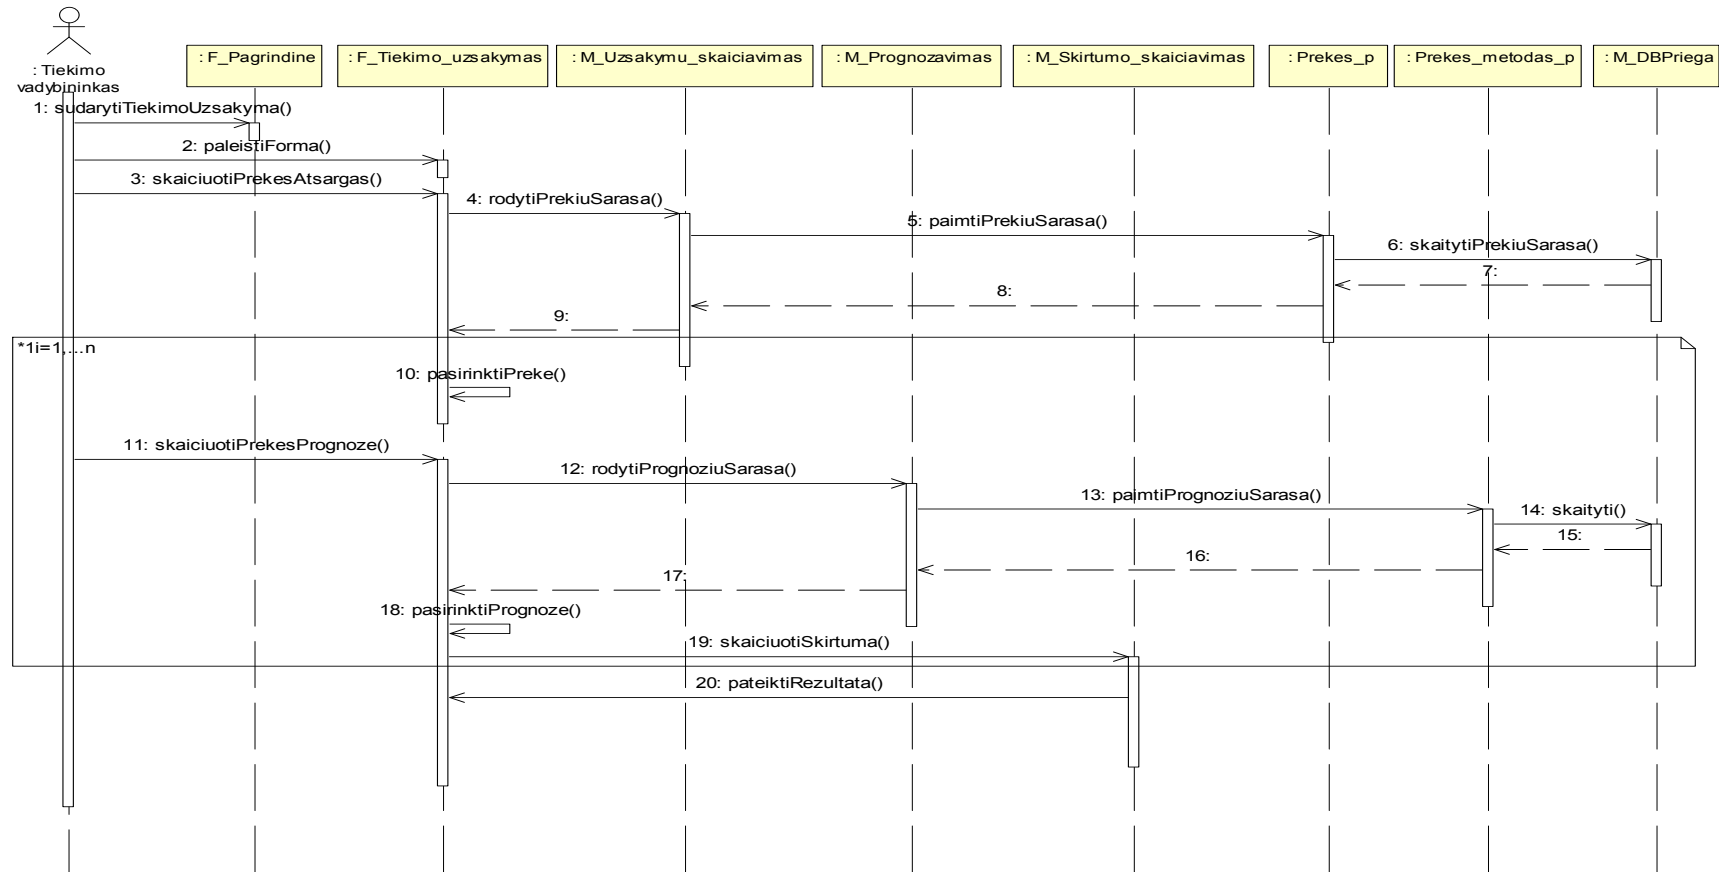 : Tiekimo
vadybininkas
: F_Pagrindine
: F_Tiekimo_uzsakymas
: M_Uzsakymu_skaiciavimas
: M_Prognozavimas
: M_Skirtumo_skaiciavimas
: Prekes_p
: Prekes_metodas_p
: M_DBPriega
1: sudarytiTiekimoUzsakyma()
2: paleistiForma()
3: skaiciuotiPrekesAtsargas()
4: rodytiPrekiuSarasa()
5: paimtiPrekiuSarasa()
6: skaitytiPrekiuSarasa()
7:
8:
9:
*1i=1,...n
10: pasirinktiPreke()
11: skaiciuotiPrekesPrognoze()
12: rodytiPrognoziuSarasa()
13: paimtiPrognoziuSarasa()
14: skaityti()
15:
16:
17:
18: pasirinktiPrognoze()
19: skaiciuotiSkirtuma()
20: pateiktiRezultata()